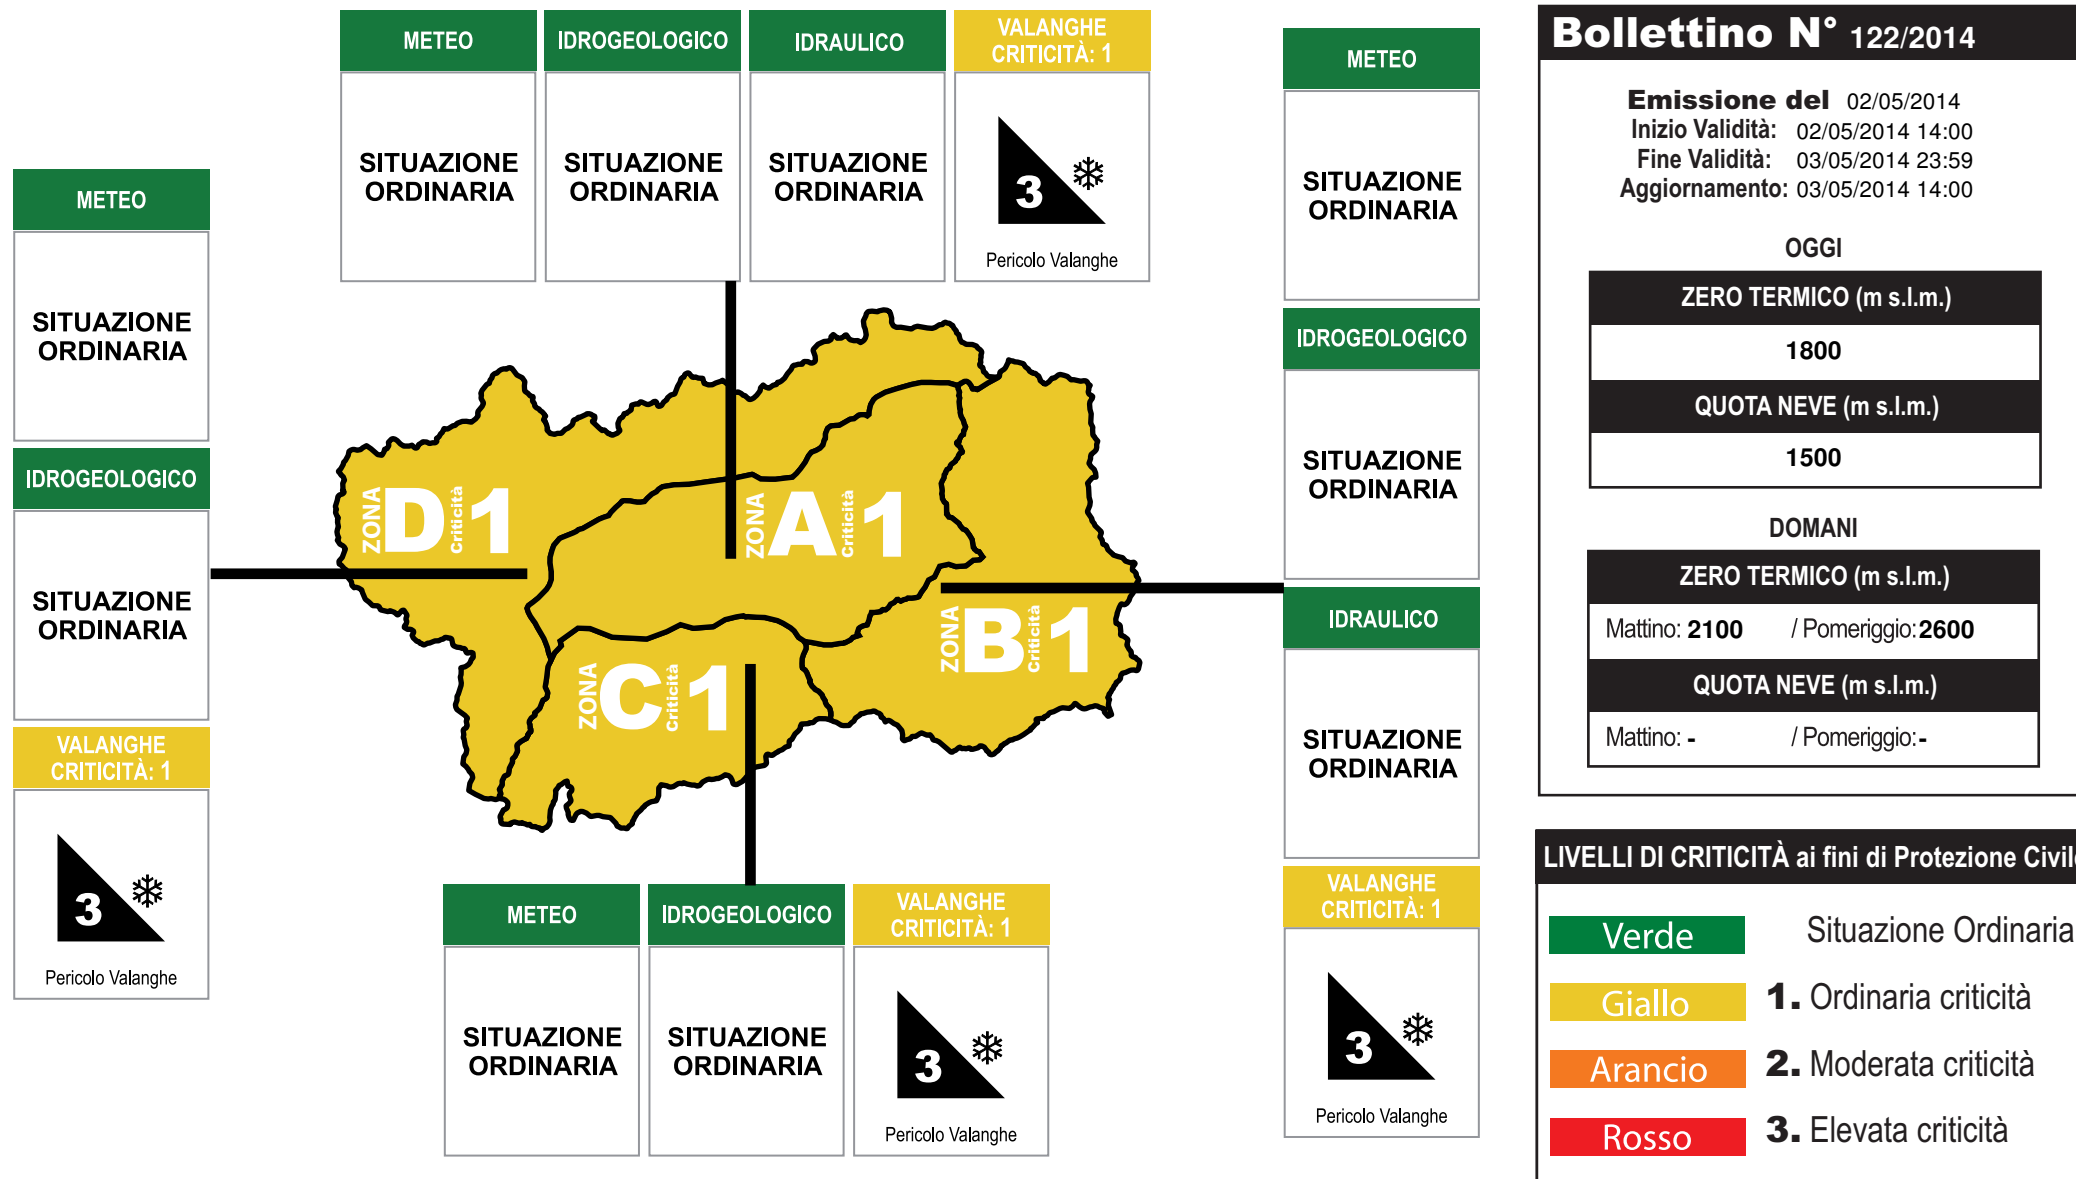 METEO
SITUAZIONE
ORDINARIA
IDROGEOLOGICO
SITUAZIONE
ORDINARIA
IDRAULICO
SITUAZIONE
ORDINARIA
VALANGHE
CRITICITÀ: 1
3
Pericolo Valanghe
METEO
SITUAZIONE
ORDINARIA
IDROGEOLOGICO
SITUAZIONE
ORDINARIA
VALANGHE
CRITICITÀ: 1
3
Pericolo Valanghe
ZONA D Criticità 1
ZONA A Criticità 1
ZONA B Criticità 1
ZONA C Criticità 1
METEO
SITUAZIONE
ORDINARIA
IDROGEOLOGICO
SITUAZIONE
ORDINARIA
VALANGHE
CRITICITÀ: 1
3
Pericolo Valanghe
METEO
SITUAZIONE
ORDINARIA
IDROGEOLOGICO
SITUAZIONE
ORDINARIA
IDRAULICO
SITUAZIONE
ORDINARIA
VALANGHE
CRITICITÀ: 1
3
Pericolo Valanghe
Bollettino N° 122/2014
Emissione del 02/05/2014
Inizio Validità: 02/05/2014 14:00
Fine Validità: 03/05/2014 23:59
Aggiornamento: 03/05/2014 14:00
OGGI
ZERO TERMICO (m s.l.m.)
1800
QUOTA NEVE (m s.l.m.)
1500
DOMANI
ZERO TERMICO (m s.l.m.)
Mattino: 2100 / Pomeriggio: 2600
QUOTA NEVE (m s.l.m.)
Mattino: - / Pomeriggio: -
LIVELLI DI CRITICITÀ ai fini di Protezione Civile
Verde Situazione Ordinaria
Giallo 1. Ordinaria criticità
Arancio 2. Moderata criticità
Rosso 3. Elevata criticità